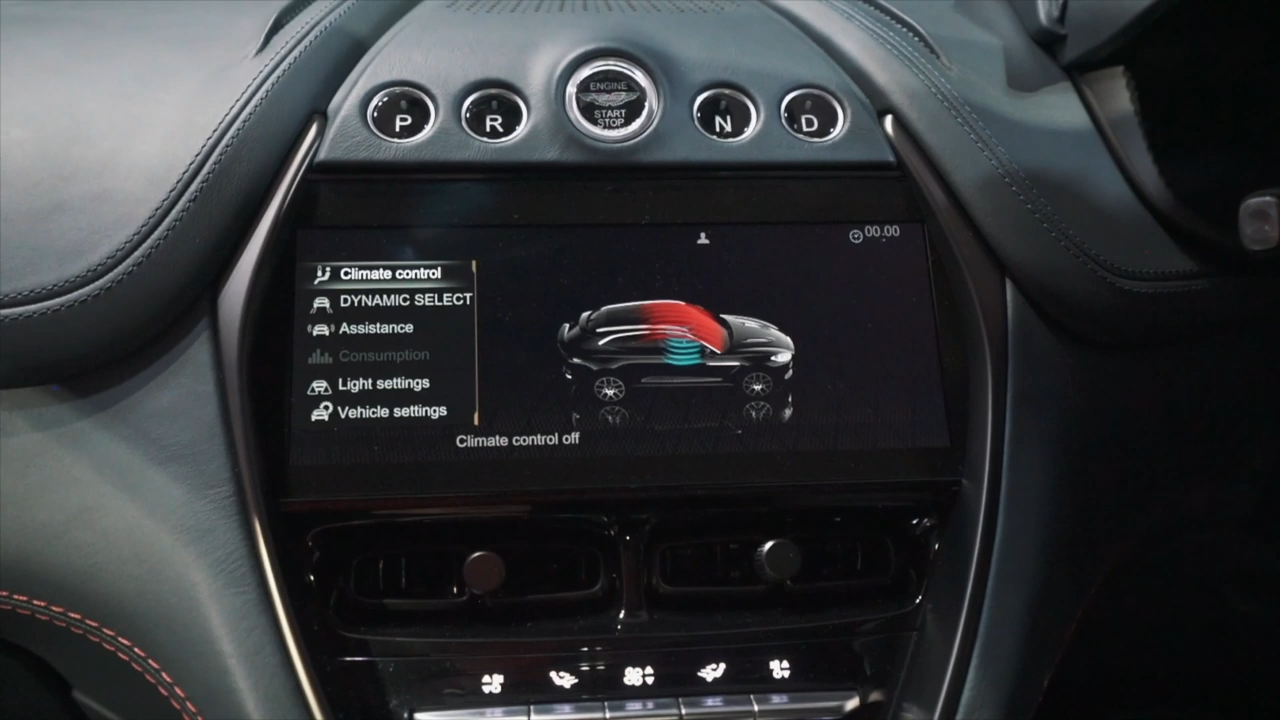 ENGINE
START
STOP
P R N D
00.00
Climate control
DYNAMIC SELECT
Assistance
Consumption
Light settings
Vehicle settings
Climate control off